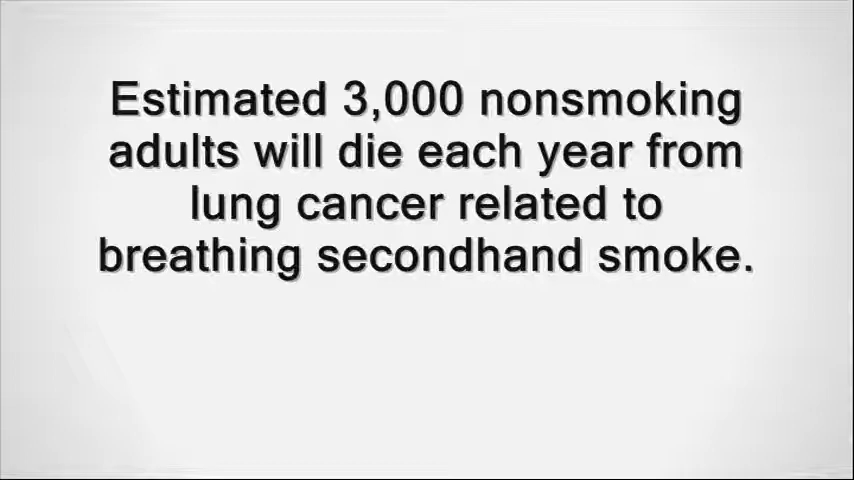 Estimated 3,000 nonsmoking
adults will die each year from
lung cancer related to
breathing secondhand smoke.